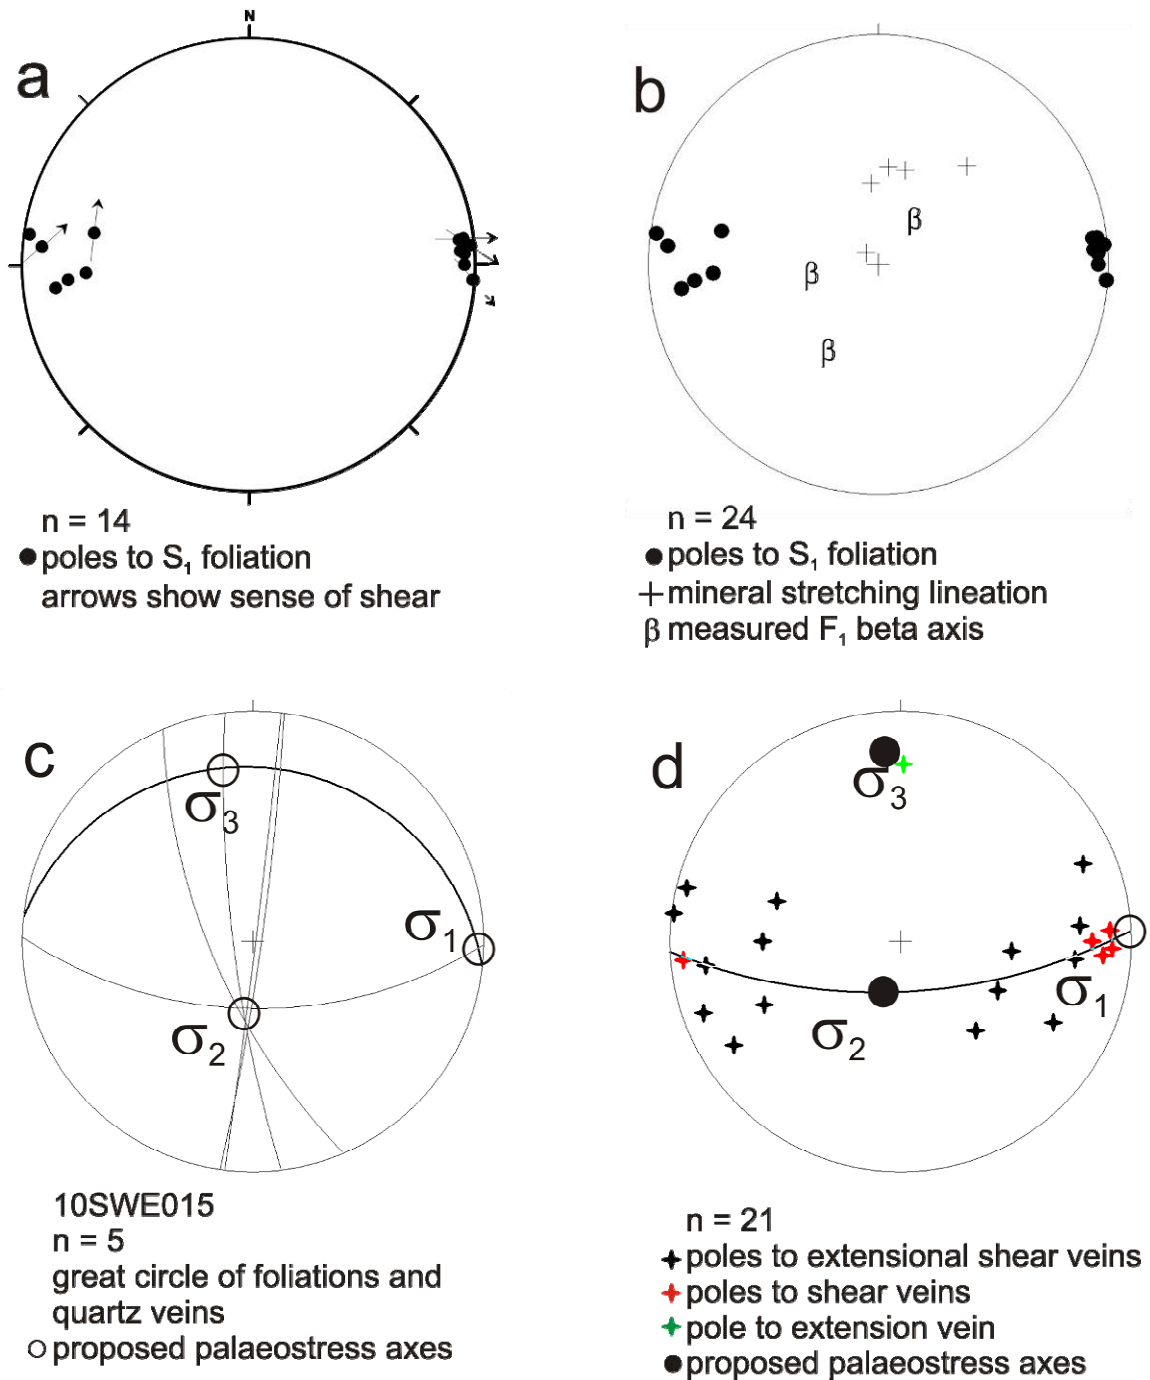 N
a
n = 14
poles to S₁ foliation
arrows show sense of shear
b
β
β
β
n = 24
poles to S₁ foliation
mineral stretching lineation
β measured F₁ beta axis
c
σ₃
σ₁
σ₂
10SWE015
n = 5
great circle of foliations and
quartz veins
proposed palaeostress axes
d
σ₃
σ₁
σ₂
n = 21
poles to extensional shear veins
poles to shear veins
pole to extension vein
proposed palaeostress axes